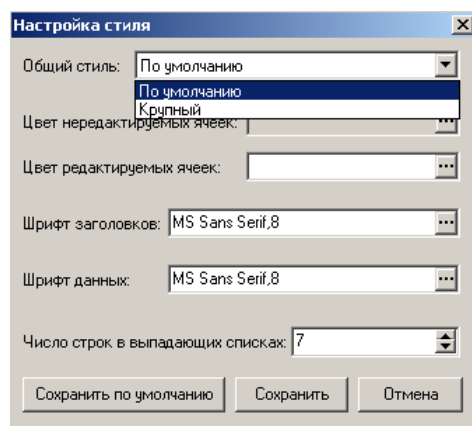 Настройка стиля
Общий стиль: По умолчанию
По умолчанию
Крупный
Цвет нередактируемых ячеек:
Цвет редактируемых ячеек:
Шрифт заголовков: MS Sans Serif,8
Шрифт данных: MS Sans Serif,8
Число строк в выпадающих списках: 7
Сохранить по умолчанию Сохранить Отмена